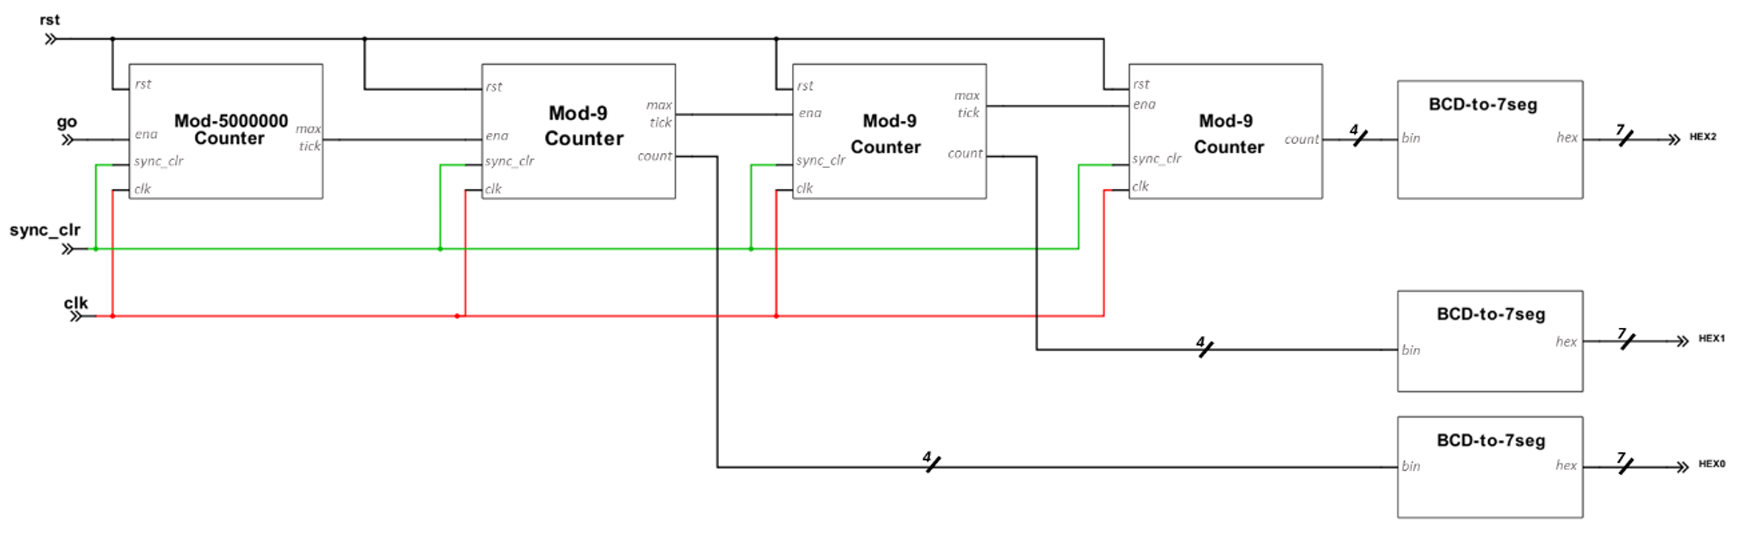 rst
go
sync_clr
clk
rst
Mod-5000000
Counter
ena
max
tick
sync_clr
clk
rst
Mod-9
Counter
max
tick
ena
sync_clr
count
clk
rst
ena
Mod-9
Counter
max
tick
sync_clr
count
clk
rst
ena
Mod-9
Counter
count
sync_clr
clk
4
BCD-to-7seg
bin
hex
7
HEX2
4
BCD-to-7seg
bin
hex
7
HEX1
4
BCD-to-7seg
bin
hex
7
HEX0